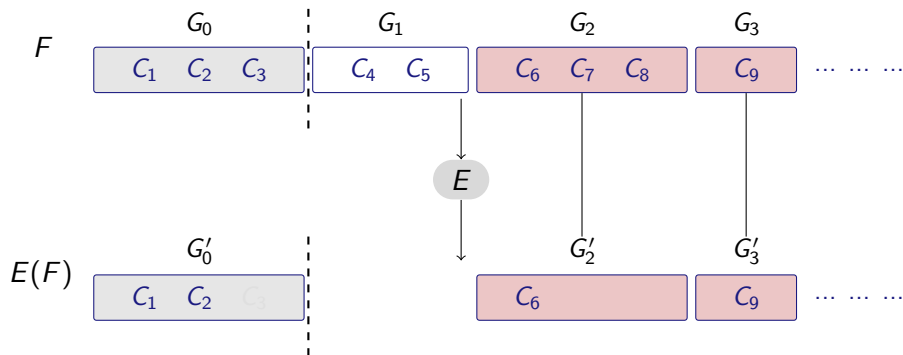 G₀ G₁ G₂ G₃
F C₁ C₂ C₃ C₄ C₅ C₆ C₇ C₈ C₉ ... ... ...
E
G′₀ G′₂ G′₃
E(F) C₁ C₂ C₃ C₆ C₉ ... ... ...